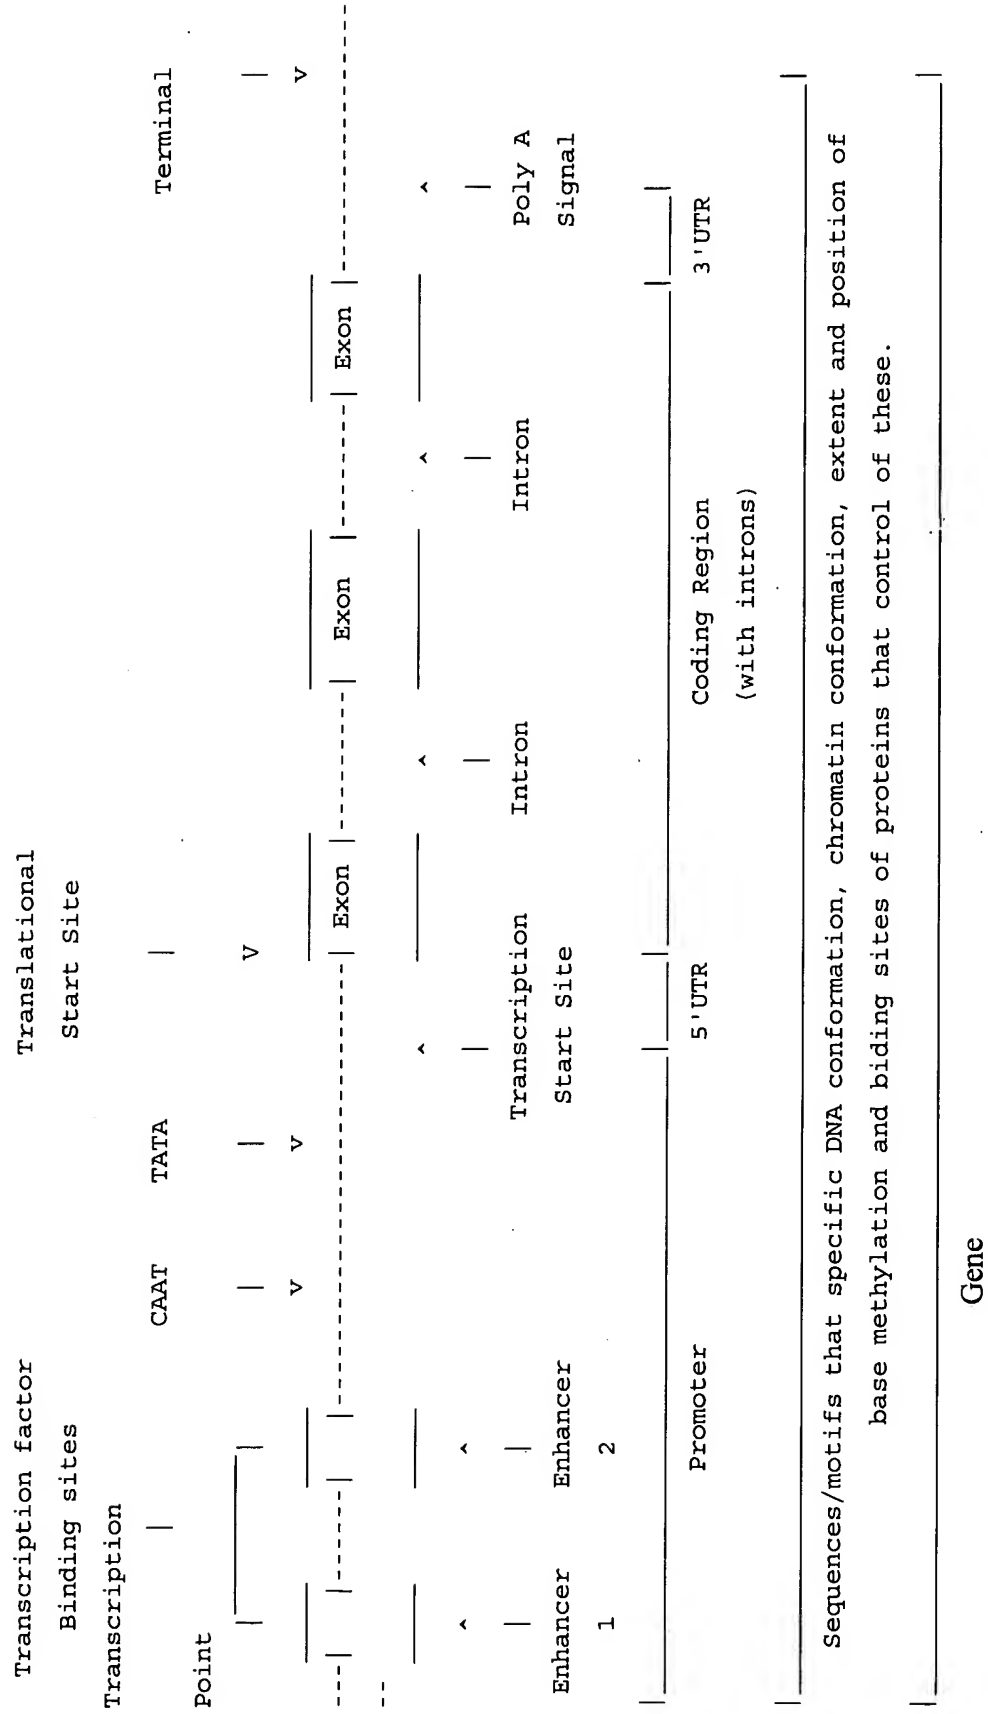 Translational
Start Site
Transcription factor
Binding sites
Transcription
Point
CAAT
TATA
Terminal
Exon
Exon
Exon
Enhancer
1
Enhancer
2
Transcription
Start Site
Intron
Intron
Poly A
Signal
Promoter
5'UTR
Coding Region
(with introns)
3'UTR
Sequences/motifs that specific DNA conformation, chromatin conformation, extent and position of
base methylation and biding sites of proteins that control of these.
Gene